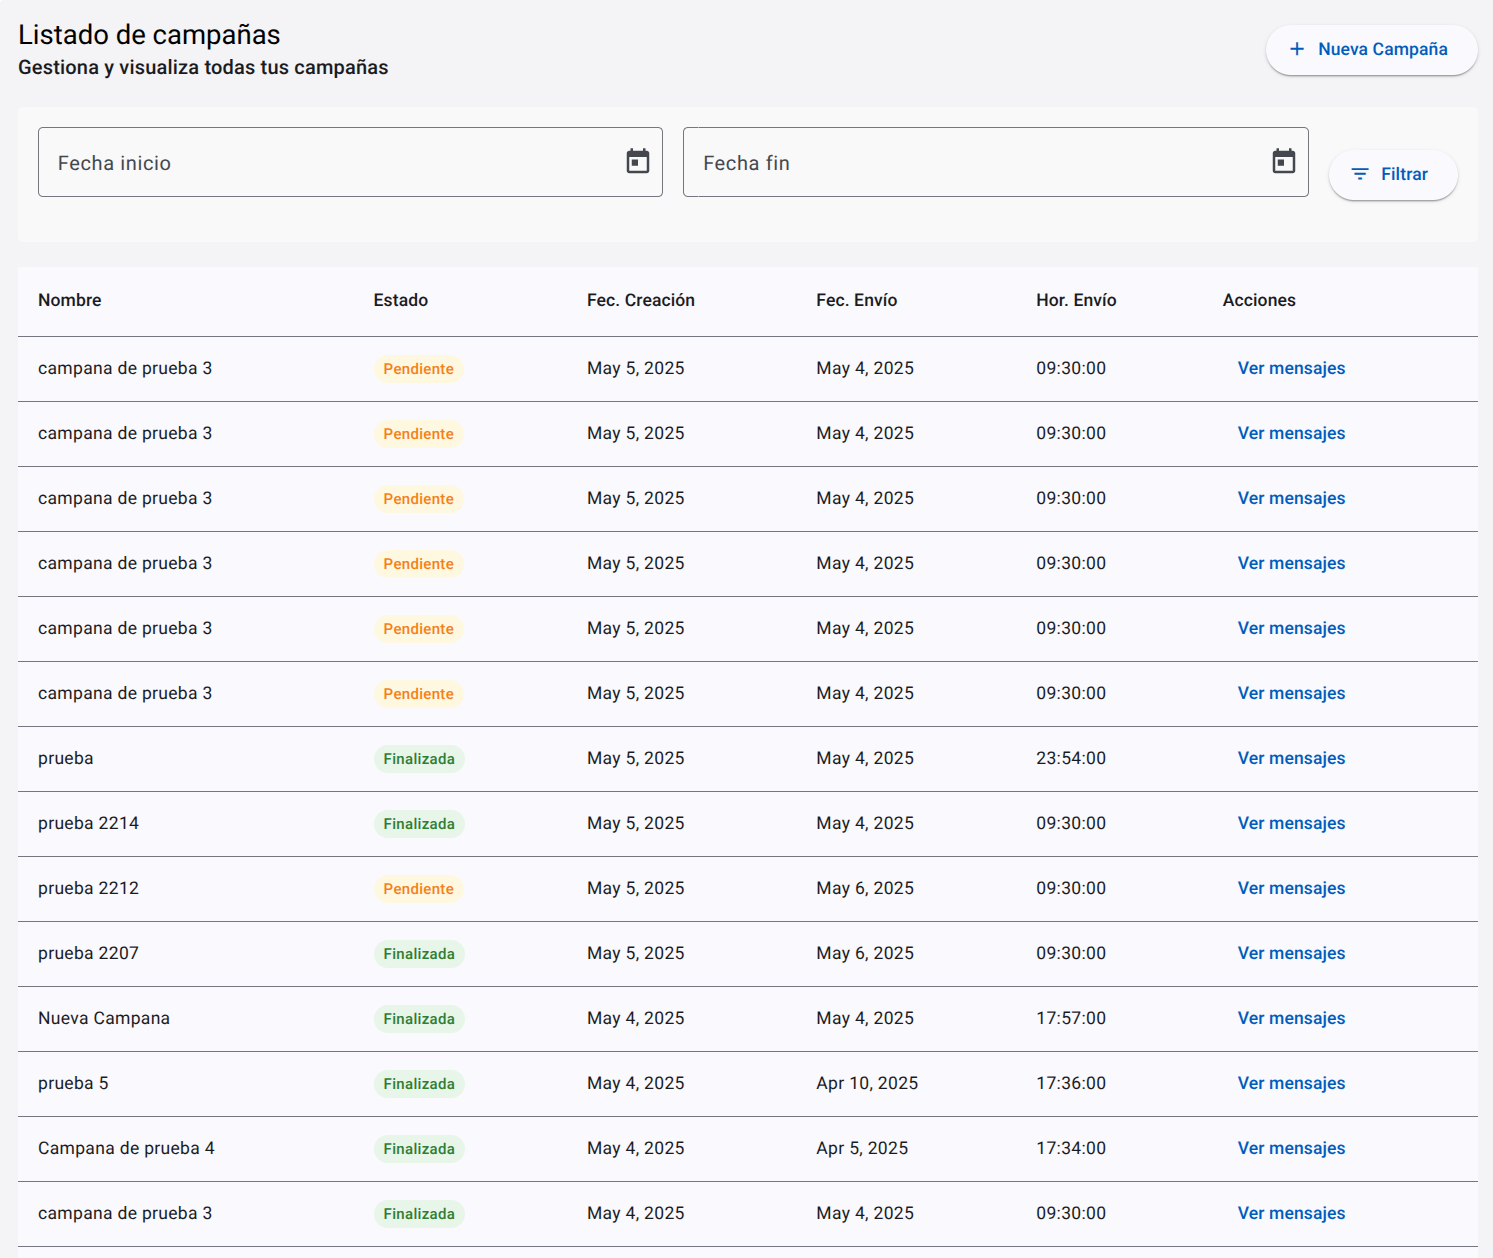 Listado de campañas
Gestiona y visualiza todas tus campañas
Nueva Campaña
Fecha inicio
Fecha fin
Filtrar
Nombre Estado Fec. Creación Fec. Envío Hor. Envío Acciones
campana de prueba 3 Pendiente May 5, 2025 May 4, 2025 09:30:00 Ver mensajes
campana de prueba 3 Pendiente May 5, 2025 May 4, 2025 09:30:00 Ver mensajes
campana de prueba 3 Pendiente May 5, 2025 May 4, 2025 09:30:00 Ver mensajes
campana de prueba 3 Pendiente May 5, 2025 May 4, 2025 09:30:00 Ver mensajes
campana de prueba 3 Pendiente May 5, 2025 May 4, 2025 09:30:00 Ver mensajes
campana de prueba 3 Pendiente May 5, 2025 May 4, 2025 09:30:00 Ver mensajes
prueba Finalizada May 5, 2025 May 4, 2025 23:54:00 Ver mensajes
prueba 2214 Finalizada May 5, 2025 May 4, 2025 09:30:00 Ver mensajes
prueba 2212 Pendiente May 5, 2025 May 6, 2025 09:30:00 Ver mensajes
prueba 2207 Finalizada May 5, 2025 May 6, 2025 09:30:00 Ver mensajes
Nueva Campana Finalizada May 4, 2025 May 4, 2025 17:57:00 Ver mensajes
prueba 5 Finalizada May 4, 2025 Apr 10, 2025 17:36:00 Ver mensajes
Campana de prueba 4 Finalizada May 4, 2025 Apr 5, 2025 17:34:00 Ver mensajes
campana de prueba 3 Finalizada May 4, 2025 May 4, 2025 09:30:00 Ver mensajes